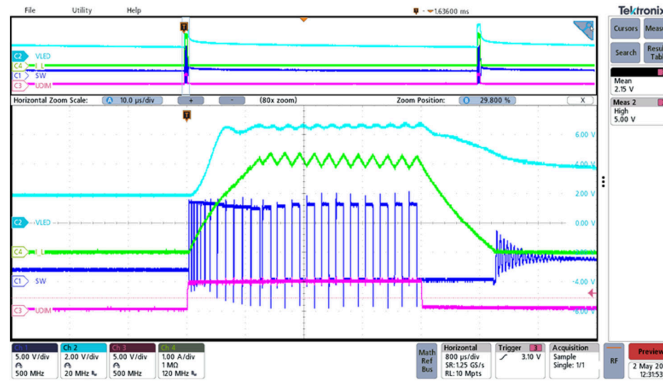 File Utility Help
-1.63600 ms
Tektronix
Cursors
Search
Mean
2.15 V
Meas 2
High
5.00 V
C2 VLED
C4
C1 SW
C3
Horizontal Zoom Scale: A 10.0 µs/div + - (80x zoom) Zoom Position: 29.800 % X
T
6.00 V
C2 -VLED
4.00 V
2.00 V
0.00 V
C4
-2.00 V
C1 SW
-4.00 V
C3
5.00 V/div
500 MHz
Ch 2
2.00 V/div
20 MHz
5.00 V/div
500 MHz
Ch 4
1.00 A/div
1 MΩ
120 MHz
Math
Ref
Bus
Horizontal
800 µs/div
SR: 1.25 GS/s
RL: 10 Mpts
Trigger 3
3.10 V
Acquisition
Sample
Single: 1/1
RF
Preview
2 May 20
12:31:53